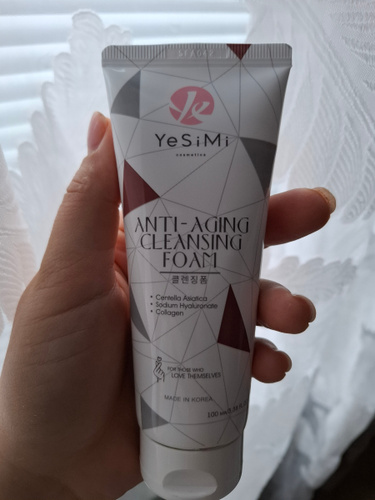 YeSiMi
cosmetics
ANTI-AGING
CLEANSING
FOAM
클렌징폼
• Centella Asiatica
• Sodium Hyaluronate
• Collagen
FOR THOSE WHO
LOVE THEMSELVES
MADE IN KOREA
100